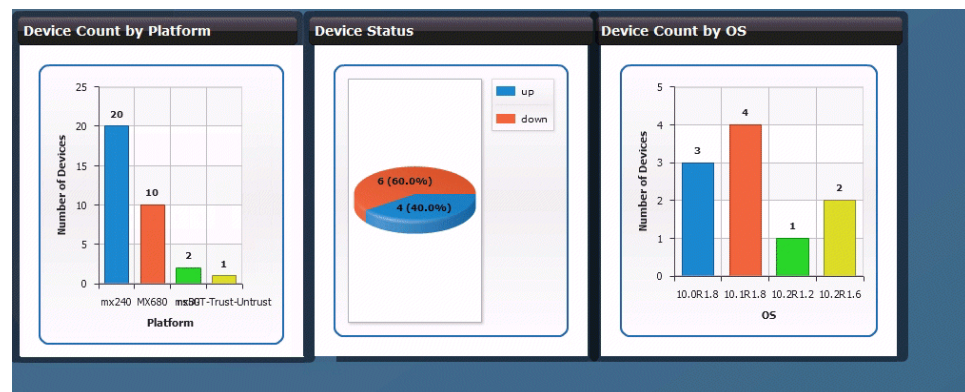 Device Count by Platform
Number of Devices
25
20
15
10
5
0
20
10
2
1
mx240 MX680 -Trust-Untrust
Platform
Device Status
up
down
6 (60.0%)
4 (40.0%)
Device Count by OS
Number of Devices
5
4
3
2
1
0
3
4
1
2
10.0R1.8 10.1R1.8 10.2R1.2 10.2R1.6
OS